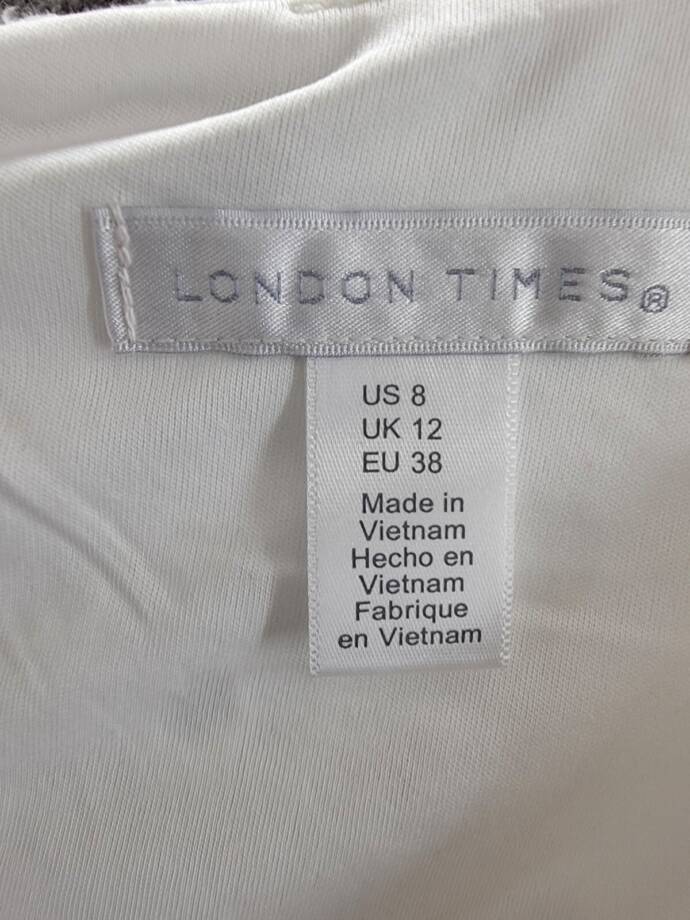 LONDON TIMES®
US 8
UK 12
EU 38
Made in
Vietnam
Hecho en
Vietnam
Fabrique
en Vietnam